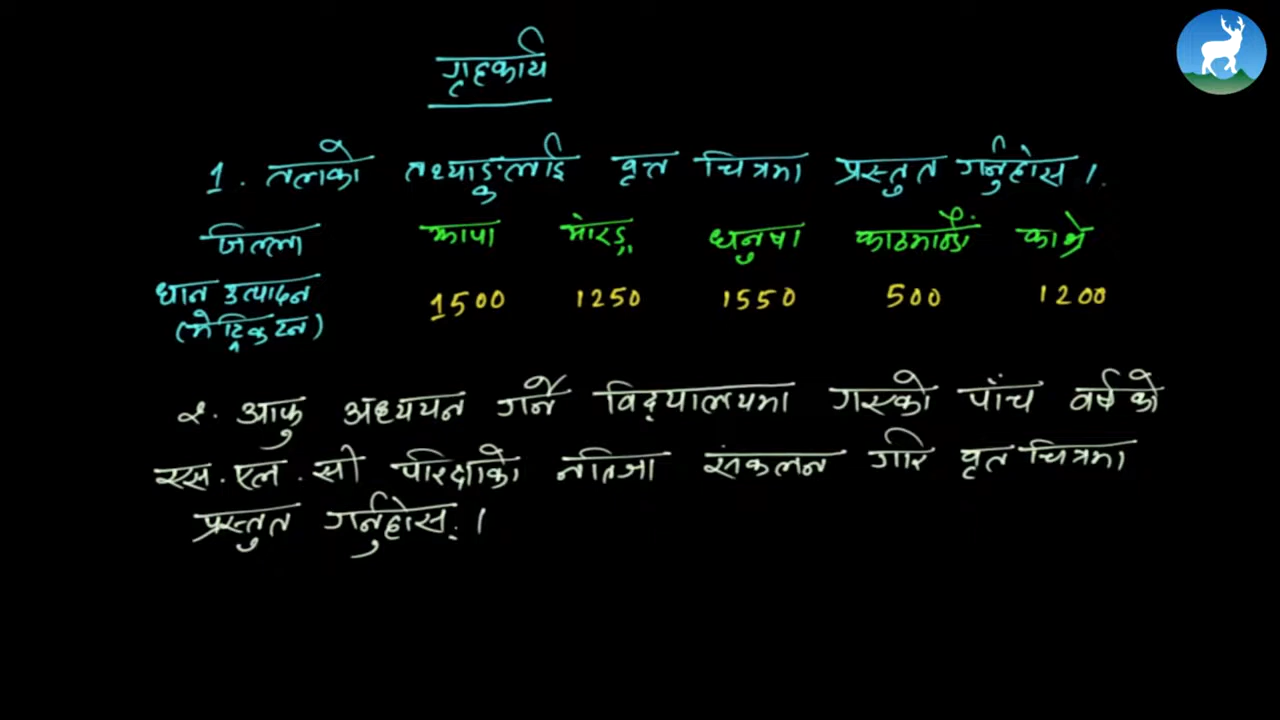 गृहकार्य
1. तलको तथ्याङ्कलाई वृत्त चित्रमा प्रस्तुत गर्नुहोस ।
जिल्ला झापा मोरङ्ग धनुषा काठमाण्डौं काभ्रे
धान उत्पादन 1500 1250 1550 500 1200
(मेट्रिकटन)
२. आफु अध्ययन गर्ने विद्यालयमा गएको पाँच वर्षको
एस.एल.सी परिक्षाको नतिजा संकलन गरि वृत चित्रमा
प्रस्तुत गर्नुहोस.।